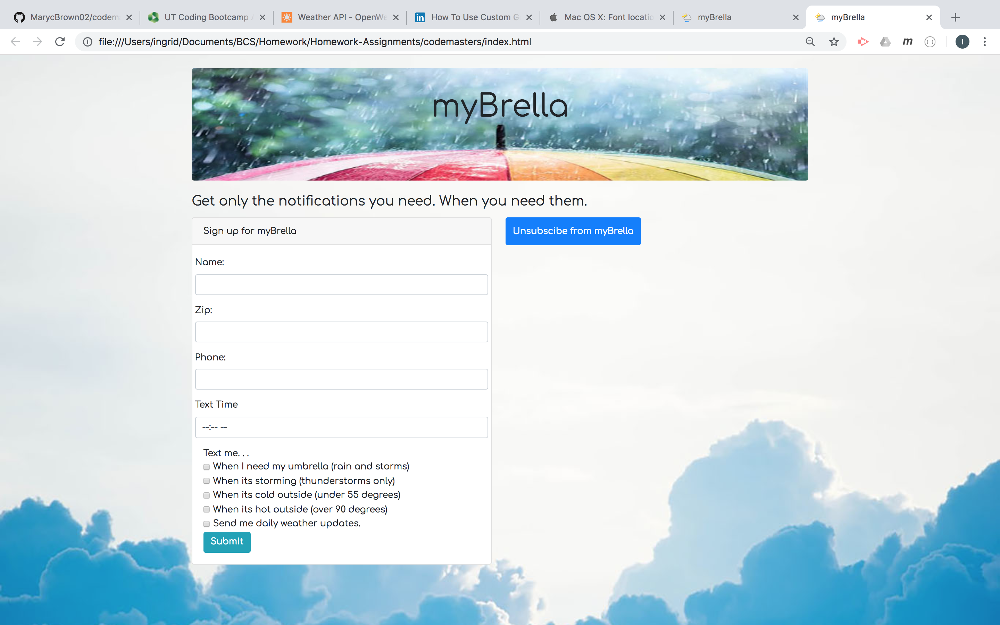 MarycBrown02/codem
UT Coding Bootcamp
Weather API - OpenWe
How To Use Custom G
Mac OS X: Font locatio
myBrella
myBrella
file:///Users/ingrid/Documents/BCS/Homework/Homework-Assignments/codemasters/index.html
m
I
myBrella
Get only the notifications you need. When you need them.
Sign up for myBrella
Unsubscibe from myBrella
Name:
Zip:
Phone:
Text Time
--:-- --
Text me. . .
When I need my umbrella (rain and storms)
When its storming (thunderstorms only)
When its cold outside (under 55 degrees)
When its hot outside (over 90 degrees)
Send me daily weather updates.
Submit